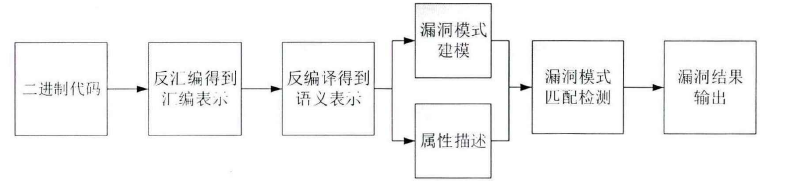 二进制代码
反汇编得到
汇编表示
反编译得到
语义表示
漏洞模式
建模
属性描述
漏洞模式
匹配检测
漏洞结果
输出